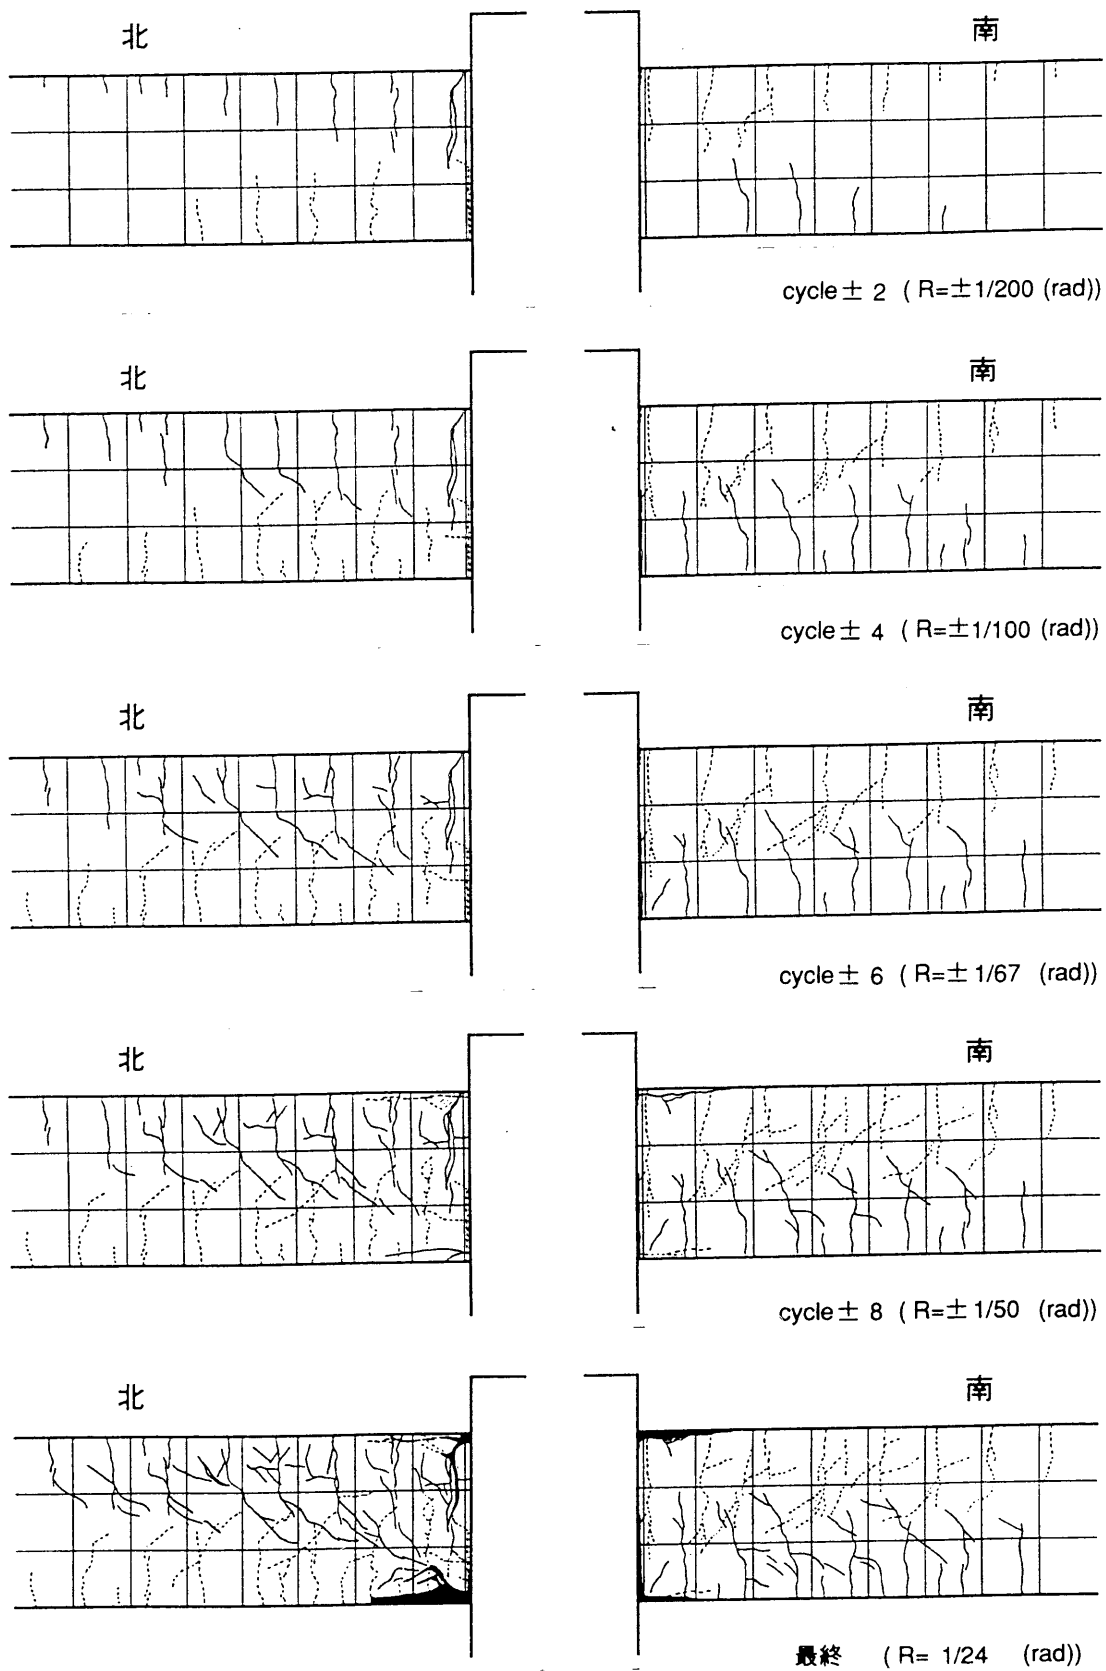 北 南
cycle ± 2 ( R=±1/200 (rad))
北 南
cycle ± 4 ( R=±1/100 (rad))
北 南
cycle ± 6 ( R=± 1/67 (rad))
北 南
cycle ± 8 ( R=± 1/50 (rad))
北 南
最終 ( R= 1/24 (rad))